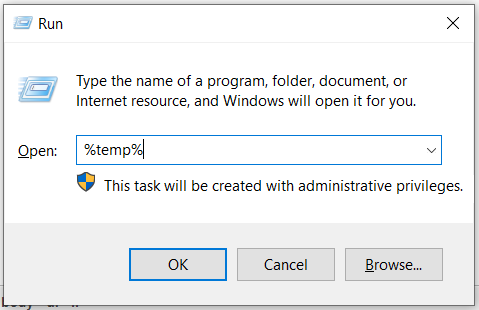 Run
Type the name of a program, folder, document, or
Internet resource, and Windows will open it for you.
Open: %temp%
This task will be created with administrative privileges.
OK Cancel Browse...